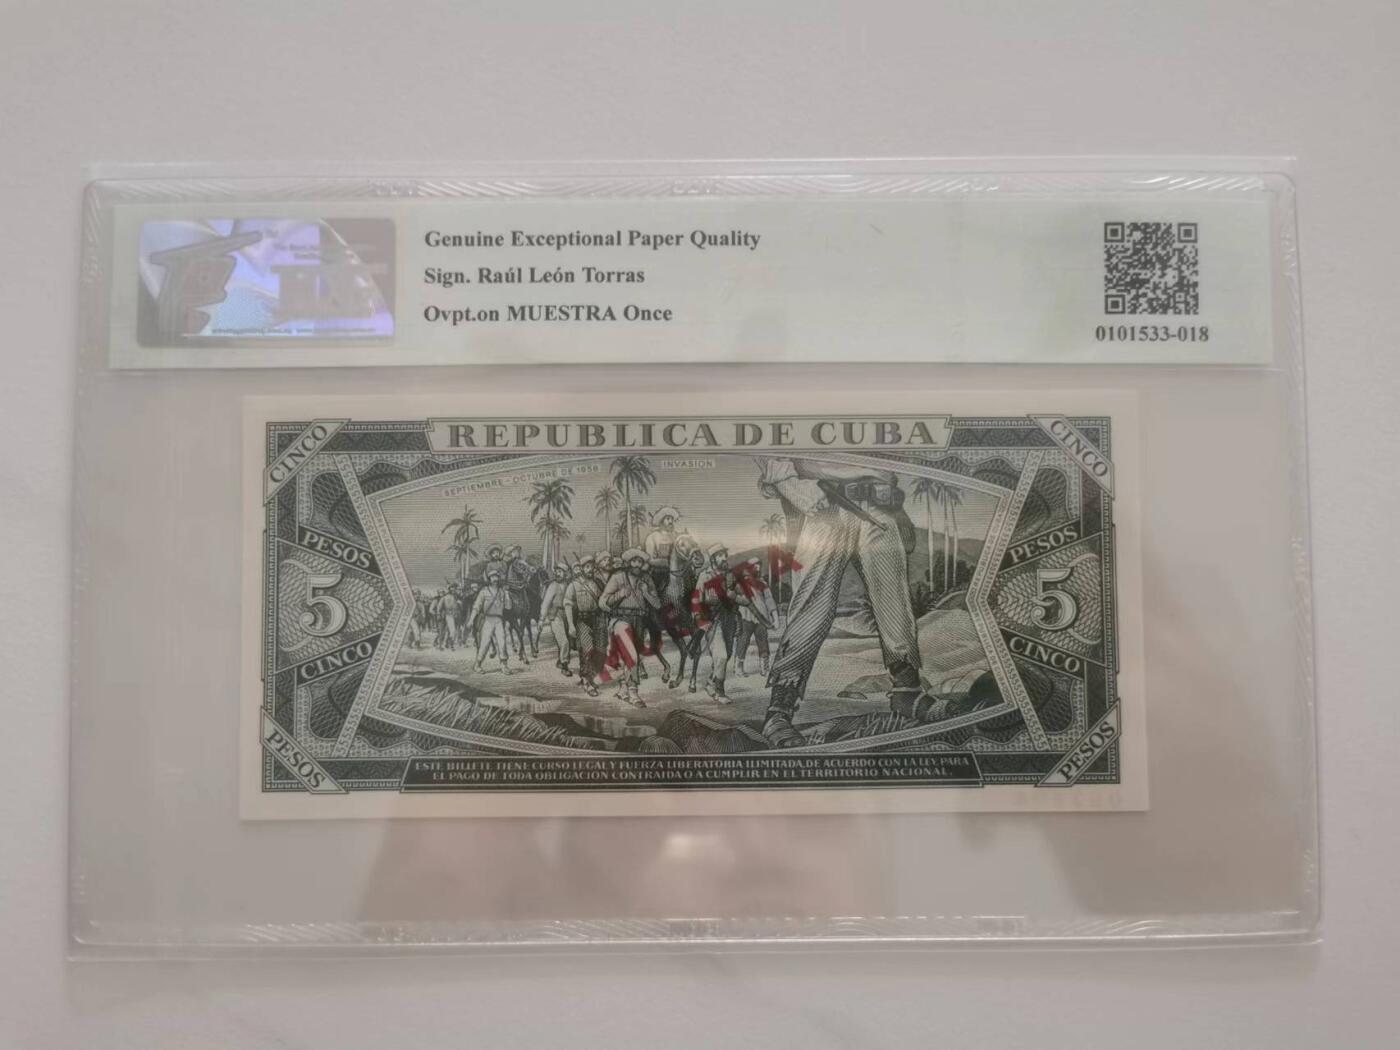 Genuine Exceptional Paper Quality
Sign. Raúl León Torras
Ovpt.on MUESTRA Once
0101533-018
CINCO
REPUBLICA DE CUBA
CINCO
SEPTIEMBRE - OCTUBRE DE 1958
INVASION
PESOS
5
CINCO
MUESTRA
PESOS
5
CINCO
PESOS
ESTE BILLETE TIENE CURSO LEGAL Y FUERZA LIBERATORIA ILIMITADA, DE ACUERDO CON LA LEY, PARA
EL PAGO DE TODA OBLIGACION CONTRAIDA O A CUMPLIR EN EL TERRITORIO NACIONAL.
PESOS